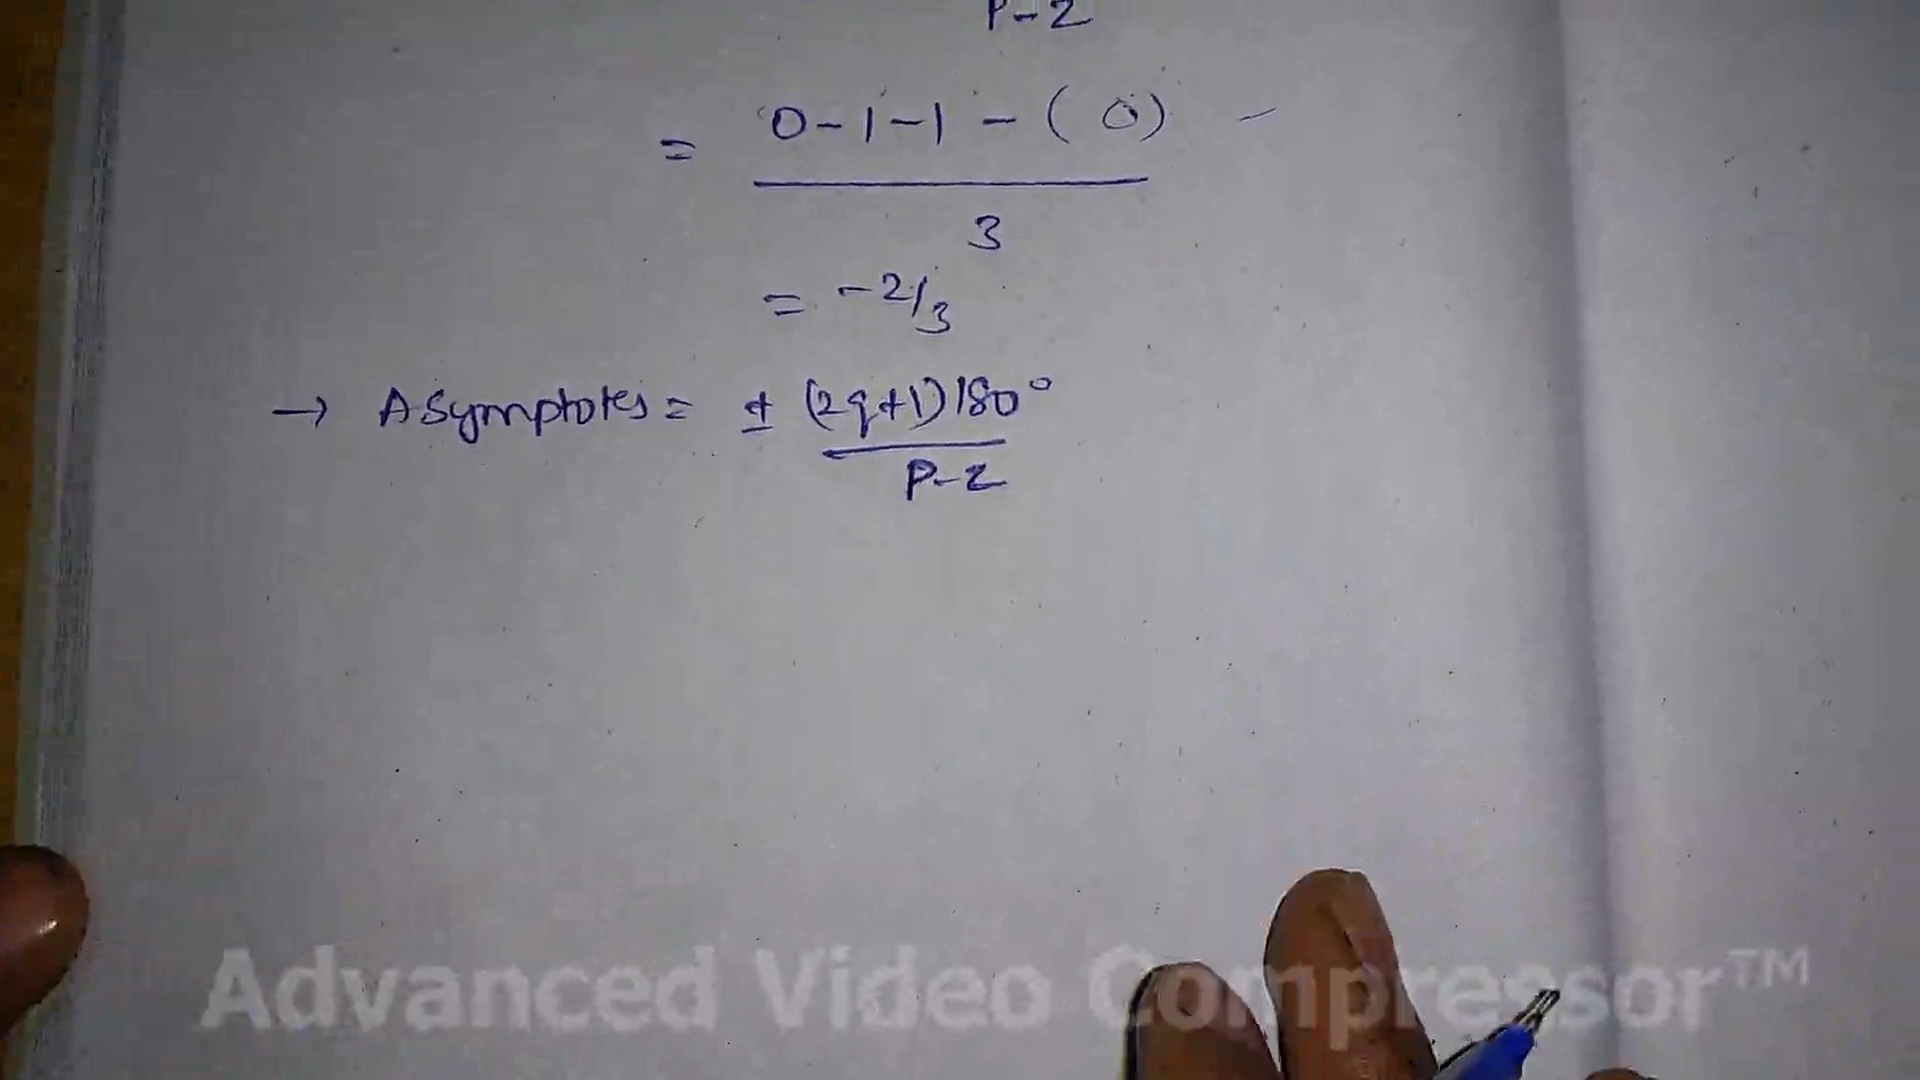 P-Z
= 0-1-1-(0)
3
= -2/3
→ Asymptotes = ± (2q+1)180°
P-Z
Advanced Video Compressor™